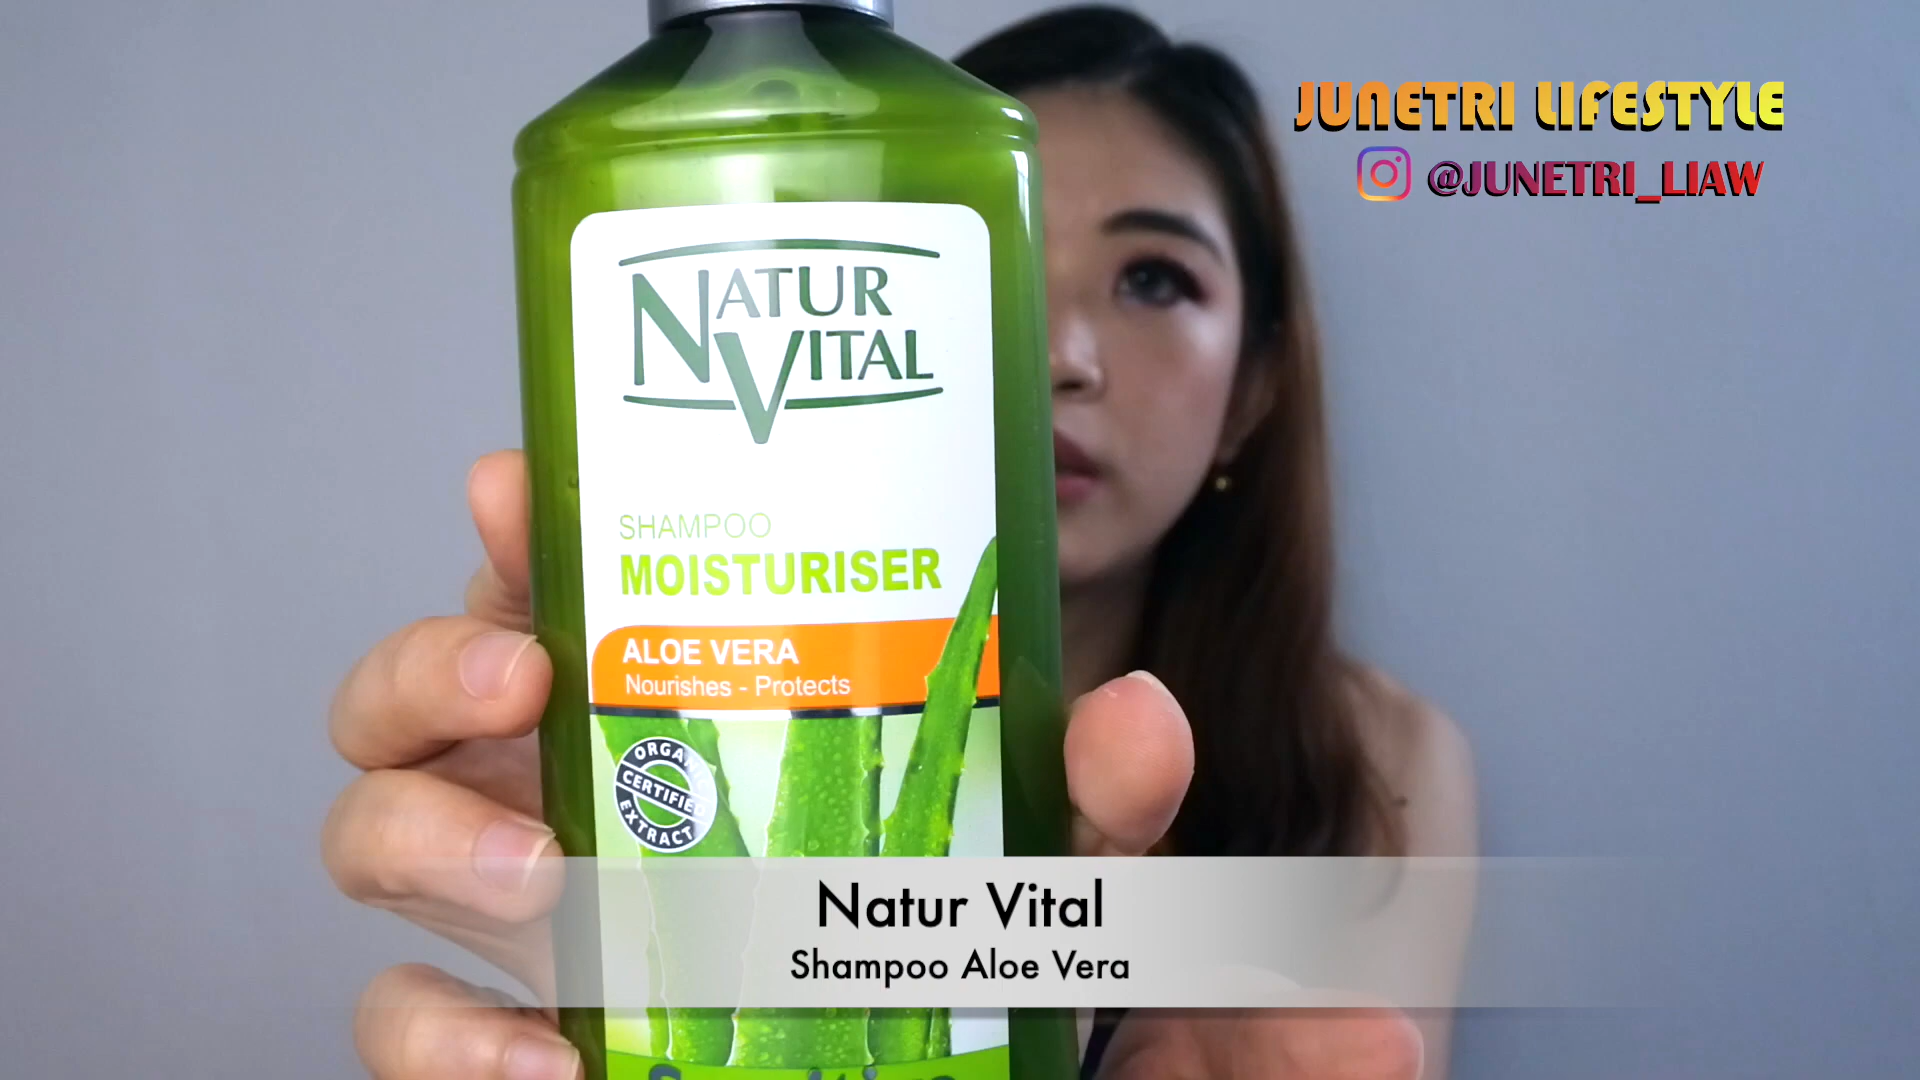 JUNETRI LIFESTYLE
@JUNETRI_LIAW
NATUR
VITAL
SHAMPOO
MOISTURISER
ALOE VERA
Nourishes - Protects
ORGANIC
CERTIFIED
EXTRACT
Natur Vital
Shampoo Aloe Vera